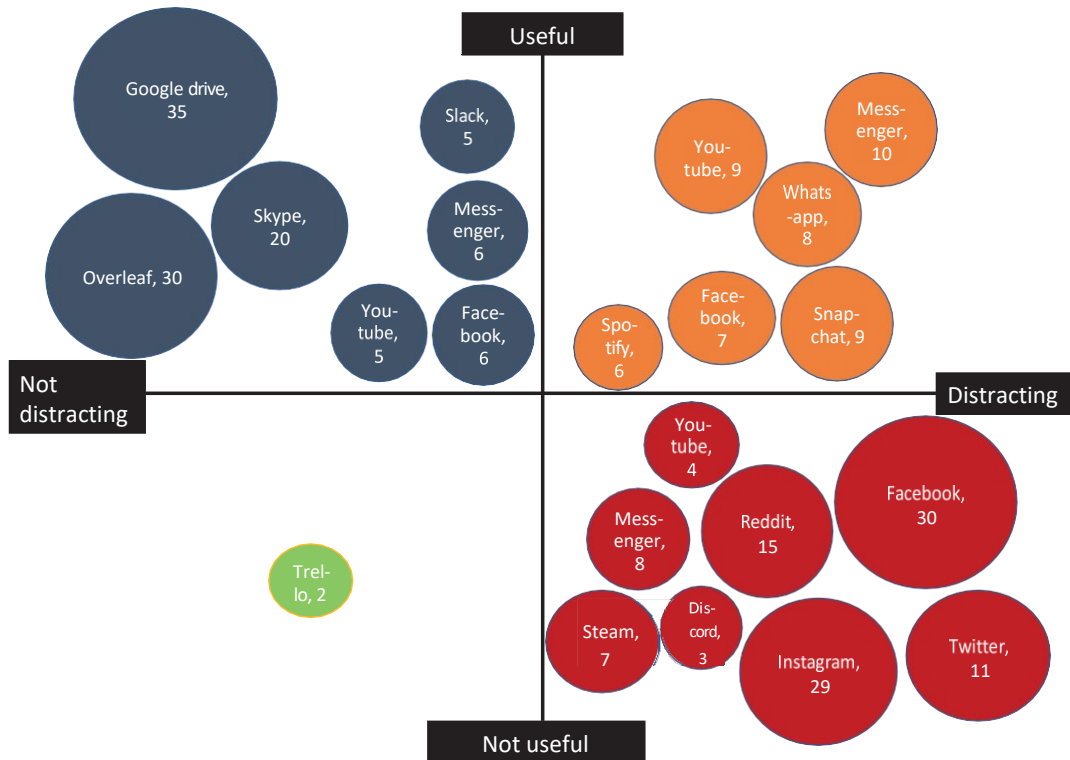 Useful
Google drive,
35
Slack,
5
Mess-
enger,
10
You-
tube, 9
Whats
-app,
8
Skype,
20
Mess-
enger,
6
Overleaf, 30
You-
tube,
5
Face-
book,
6
Spo-
tify,
6
Face-
book,
7
Snap-
chat, 9
Not
distracting
Distracting
You-
tube,
4
Facebook,
30
Mess-
enger,
8
Reddit,
15
Trel-
lo, 2
Steam,
7
Dis-
cord,
3
Instagram,
29
Twitter,
11
Not useful